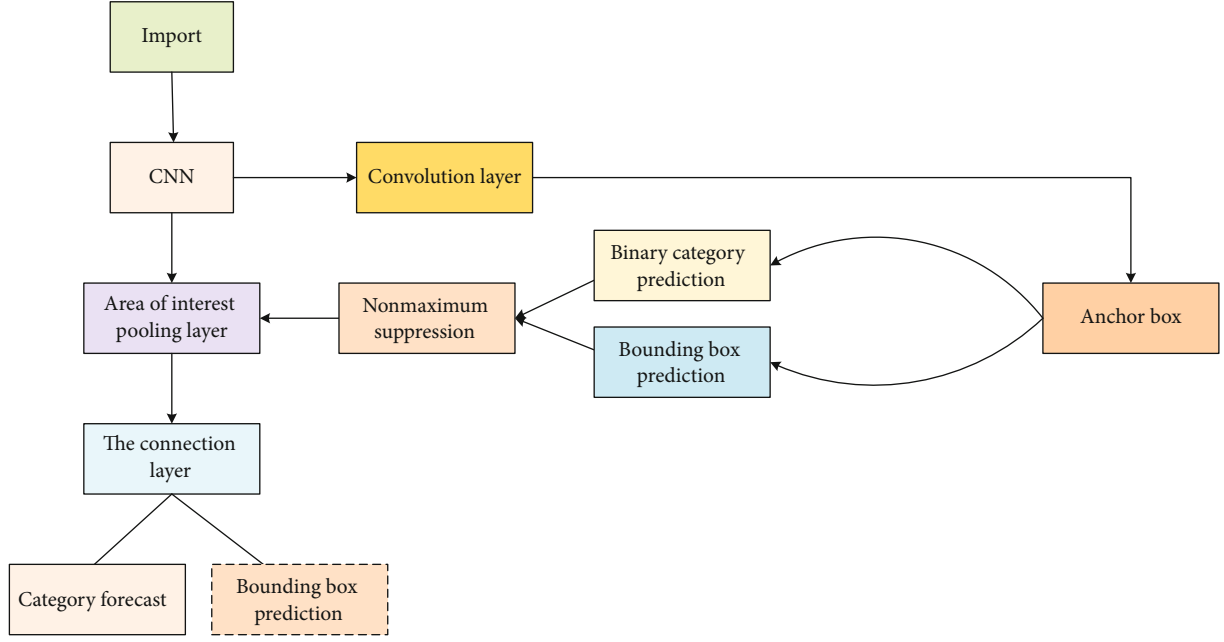 Import
CNN
Convolution layer
Binary category
prediction
Area of interest
pooling layer
Nonmaximum
suppression
Anchor box
Bounding box
prediction
The connection
layer
Category forecast
Bounding box
prediction